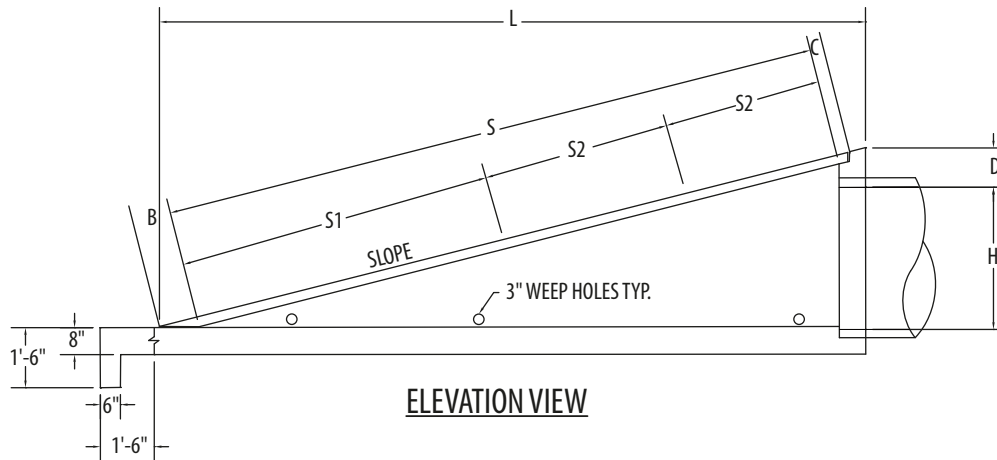 L
C
S
S2
S2
D
B
S1
SLOPE
H
3" WEEP HOLES TYP.
8"
1'-6"
6"
ELEVATION VIEW
1'-6"